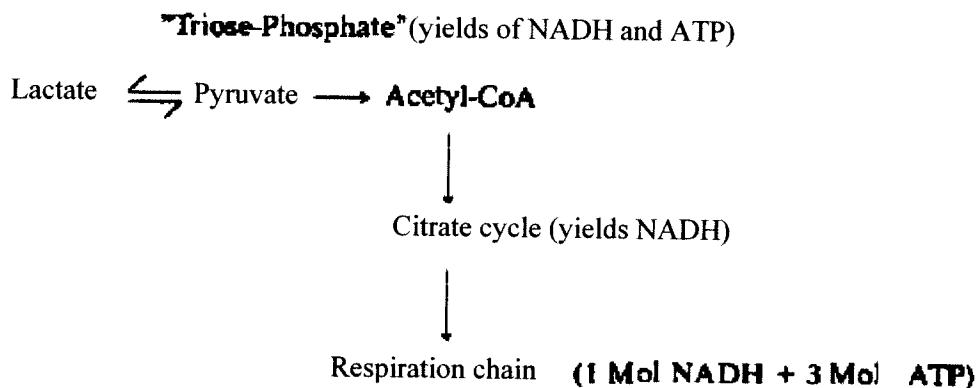 "Triose-Phosphate" (yields of NADH and ATP)
Lactate Pyruvate Acetyl-CoA
Citrate cycle (yields NADH)
Respiration chain (1 Mol NADH + 3 Mol ATP)